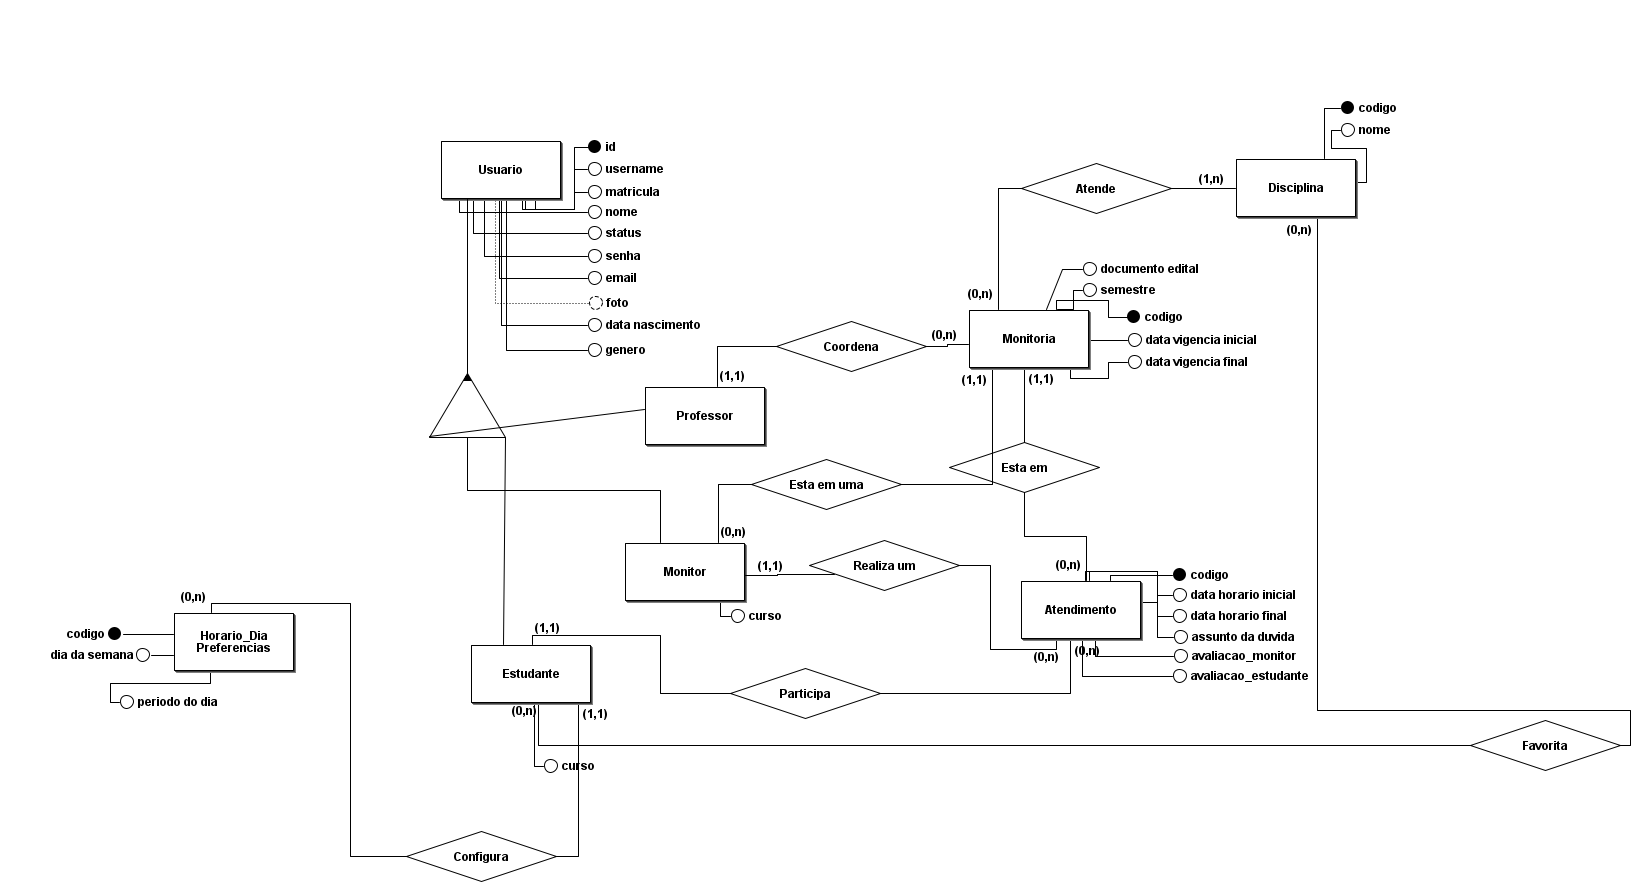 codigo
nome
Usuario
id
username
matricula
nome
status
senha
email
foto
data nascimento
genero
Atende
(1,n)
Disciplina
(0,n)
documento edital
semestre
codigo
data vigencia inicial
data vigencia final
(0,n)
Monitoria
Coordena
(0,n)
(1,1)
(1,1)
(1,1)
Professor
Esta em uma
Esta em
(0,n)
Monitor
(1,1)
Realiza um
(0,n)
curso
Atendimento
codigo
data horario inicial
data horario final
assunto da duvida
avaliacao_monitor
avaliacao_estudante
(0,n)
(0,n)
(0,n)
codigo
Horario_Dia
Preferencias
dia da semana
periodo do dia
(1,1)
Estudante
Participa
(0,n)
(1,1)
curso
Favorita
Configura